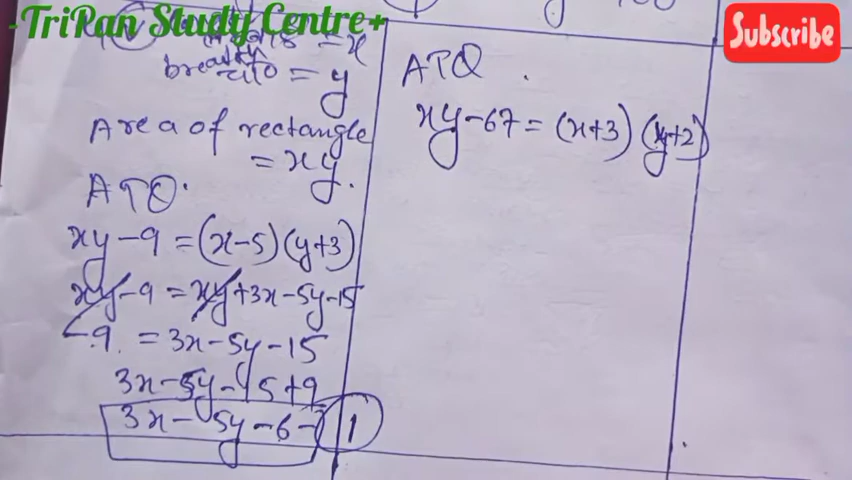 -TriPan Study Centre+
Subscribe
= x
breadth = y
Area of rectangle
= xy.
ATQ.
xy-9 = (x-5) (y+3)
xy-9 = xy+3x-5y-15
-9 = 3x-5y-15
3x-5y-15+9
3x-5y-6-
1
ATQ
xy-67 = (x+3) (y+2)